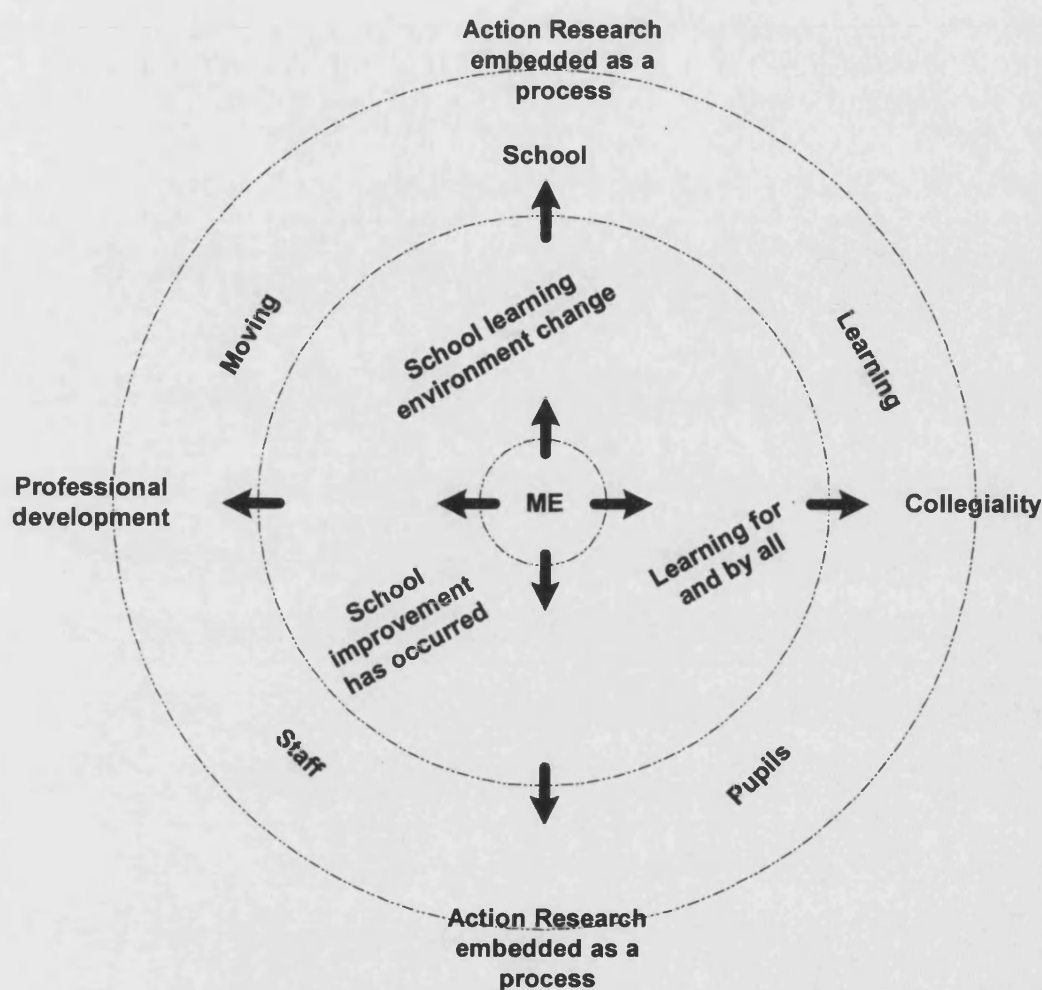 Action Research
embedded as a
process
School
Moving
Learning
School learning
environment change
Professional
development
ME
Collegiality
Learning for
and by all
School
improvement
has occurred
Staff
Pupils
Action Research
embedded as a
process